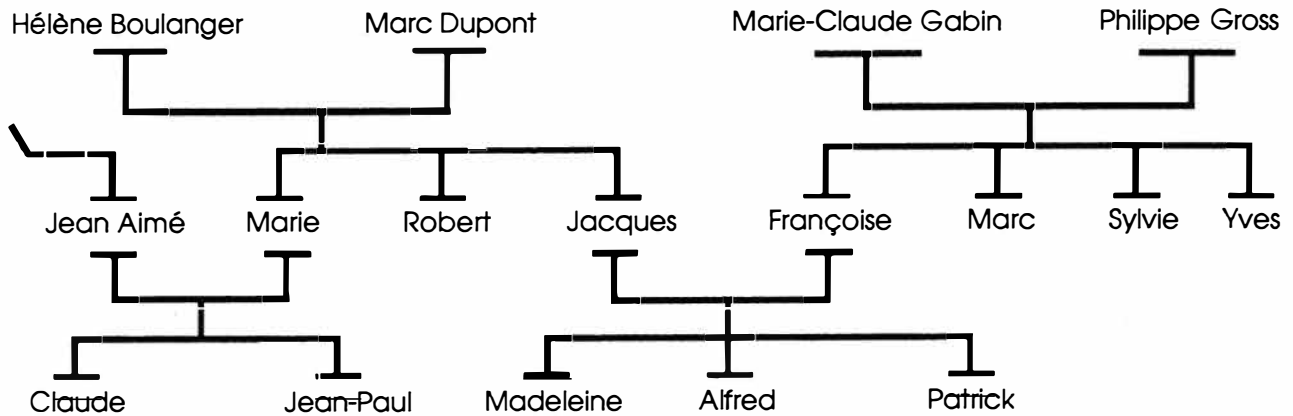 Hélène Boulanger Marc Dupont Marie-Claude Gabin Philippe Gross
Jean Aimé Marie Robert Jacques Françoise Marc Sylvie Yves
Claude Jean-Paul Madeleine Alfred Patrick